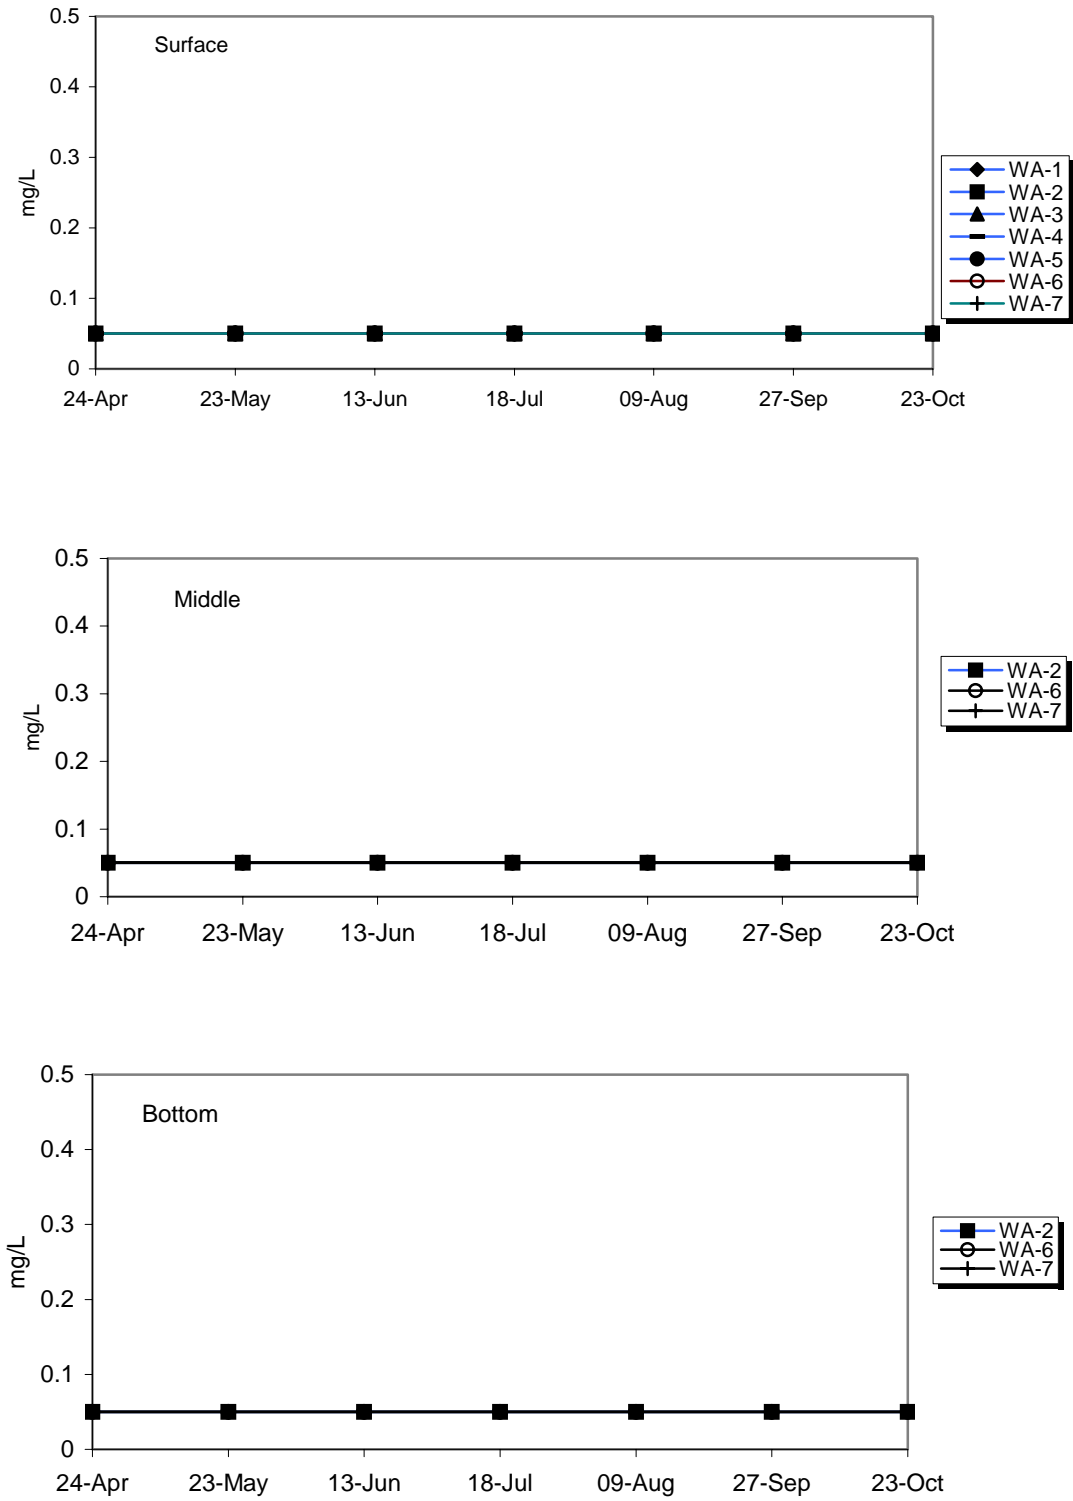 0.5
Surface
0.4
0.3
mg/L
0.2
0.1
0
24-Apr 23-May 13-Jun 18-Jul 09-Aug 27-Sep 23-Oct
WA-1
WA-2
WA-3
WA-4
WA-5
WA-6
WA-7
0.5
Middle
0.4
0.3
mg/L
0.2
0.1
0
24-Apr 23-May 13-Jun 18-Jul 09-Aug 27-Sep 23-Oct
WA-2
WA-6
WA-7
0.5
Bottom
0.4
0.3
mg/L
0.2
0.1
0
24-Apr 23-May 13-Jun 18-Jul 09-Aug 27-Sep 23-Oct
WA-2
WA-6
WA-7